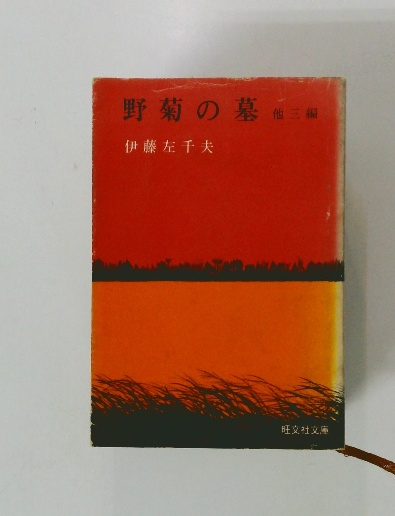 野菊の墓 他三編
伊藤左千夫
旺文社文庫